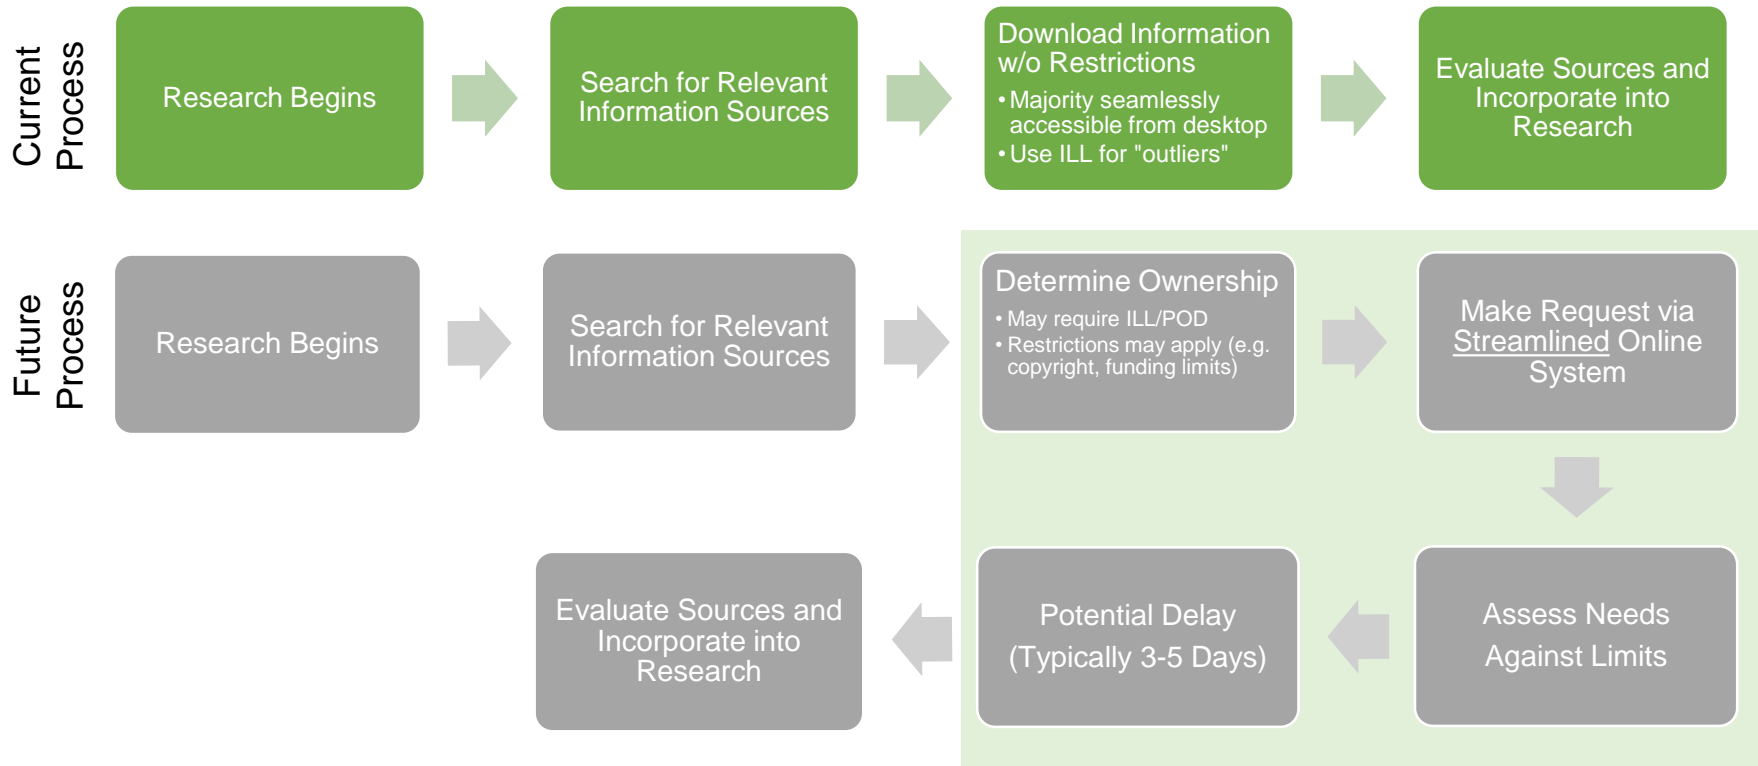 Current
Process
Research Begins
Search for Relevant
Information Sources
Download Information
w/o Restrictions
• Majority seamlessly
accessible from desktop
• Use ILL for "outliers"
Evaluate Sources and
Incorporate into
Research
Future
Process
Research Begins
Search for Relevant
Information Sources
Determine Ownership
• May require ILL/POD
• Restrictions may apply (e.g.
copyright, funding limits)
Make Request via
Streamlined Online
System
Assess Needs
Against Limits
Potential Delay
(Typically 3-5 Days)
Evaluate Sources and
Incorporate into
Research